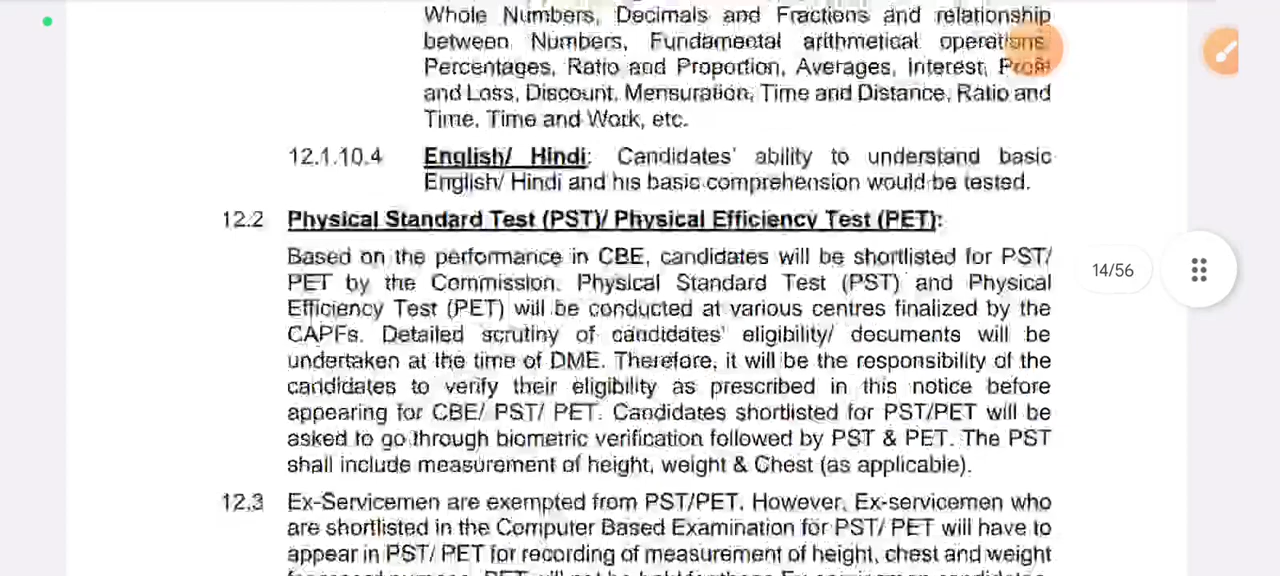 Whole Numbers, Decimals and Fractions and relationship
between Numbers, Fundamental arithmetical operations,
Percentages, Ratio and Proportion, Averages, Interest, Profit
and Loss, Discount, Mensuration, Time and Distance, Ratio and
Time, Time and Work, etc.
12.1.10.4 English/ Hindi: Candidates' ability to understand basic
English/ Hindi and his basic comprehension would be tested.
12.2 Physical Standard Test (PST)/ Physical Efficiency Test (PET):
Based on the performance in CBE, candidates will be shortlisted for PST/
PET by the Commission. Physical Standard Test (PST) and Physical
Efficiency Test (PET) will be conducted at various centres finalized by the
CAPFs. Detailed scrutiny of candidates' eligibility/ documents will be
undertaken at the time of DME. Therefore, it will be the responsibility of the
candidates to verify their eligibility as prescribed in this notice before
appearing for CBE/ PST/ PET. Candidates shortlisted for PST/PET will be
asked to go through biometric verification followed by PST & PET. The PST
shall include measurement of height, weight & Chest (as applicable).
12.3 Ex-Servicemen are exempted from PST/PET. However, Ex-servicemen who
are shortlisted in the Computer Based Examination for PST/ PET will have to
appear in PST/ PET for recording of measurement of height, chest and weight
14/56